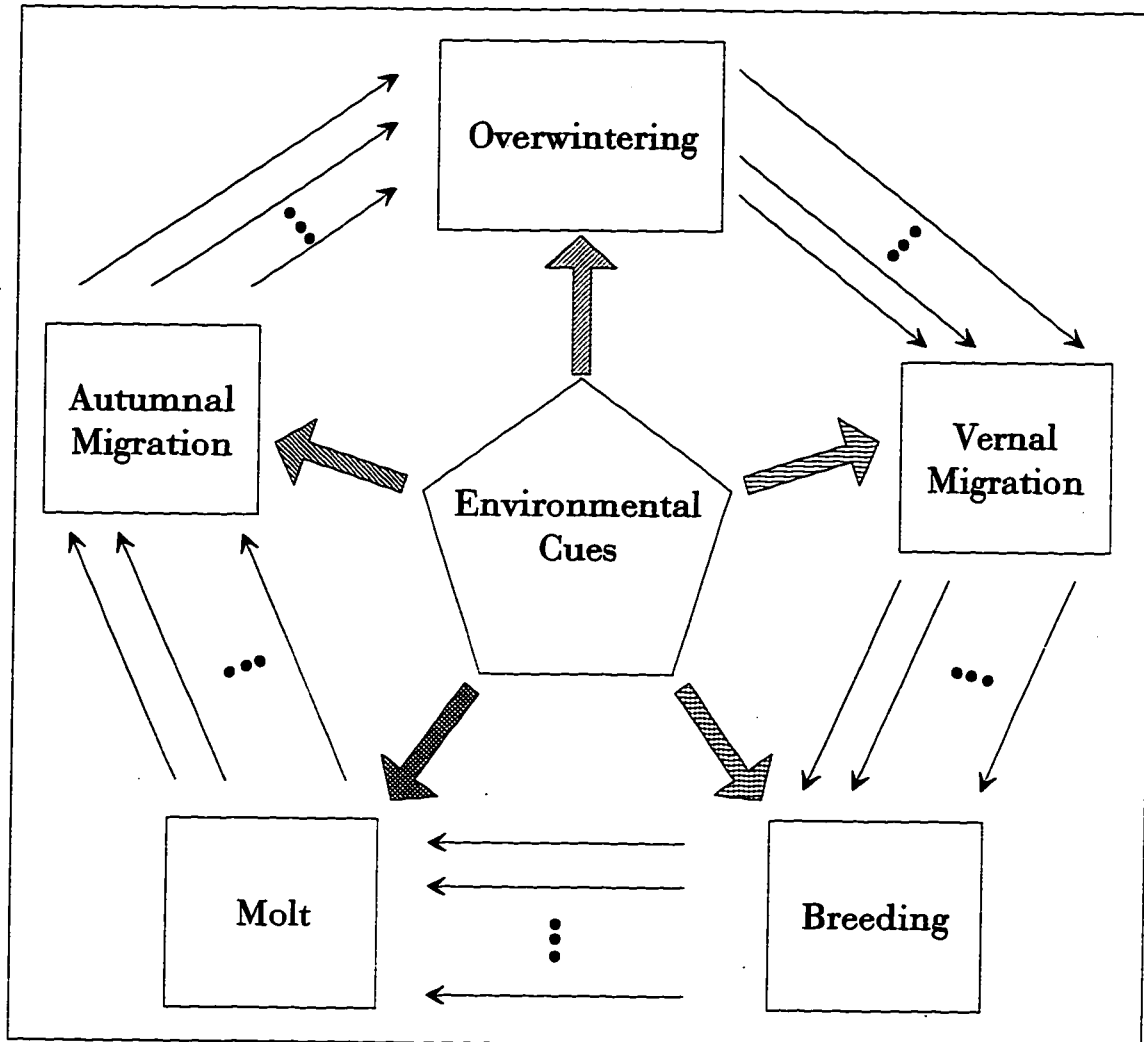 Overwintering
Autumnal
Migration
Vernal
Migration
Environmental
Cues
Molt
Breeding